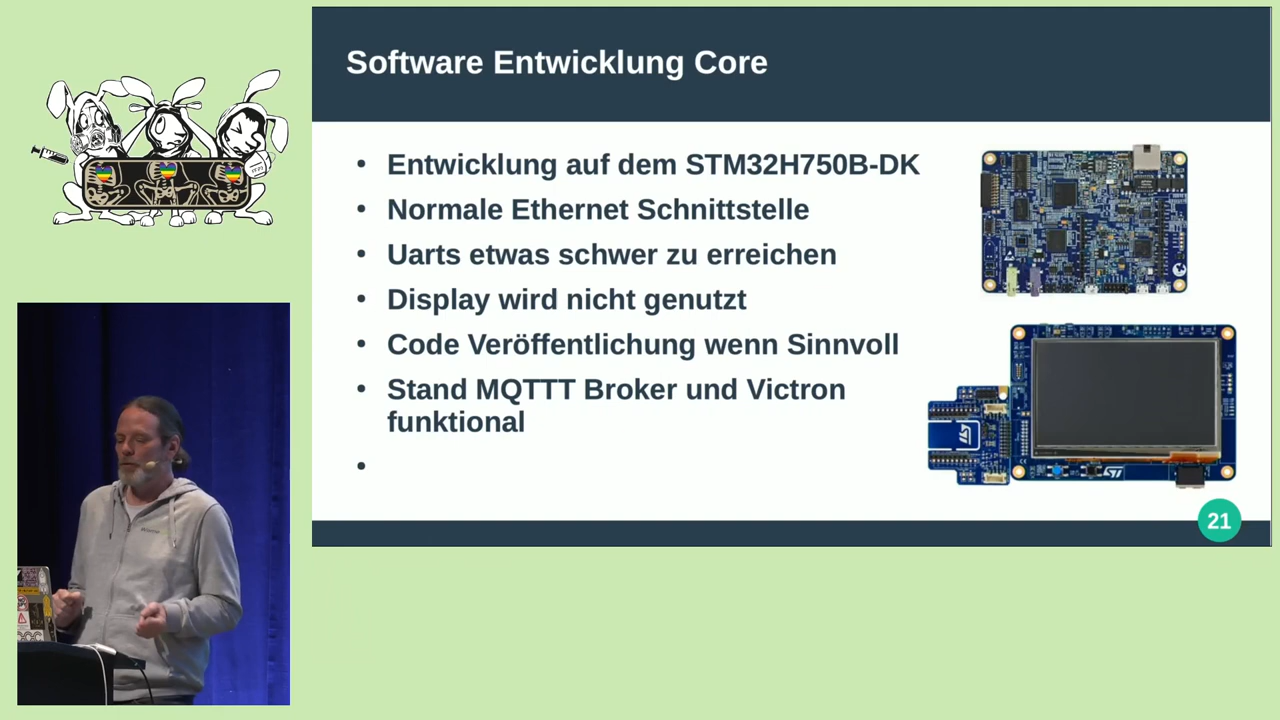 Software Entwicklung Core
• Entwicklung auf dem STM32H750B-DK
• Normale Ethernet Schnittstelle
• Uarts etwas schwer zu erreichen
• Display wird nicht genutzt
• Code Veröffentlichung wenn Sinnvoll
• Stand MQTTT Broker und Victron
funktional
•
21